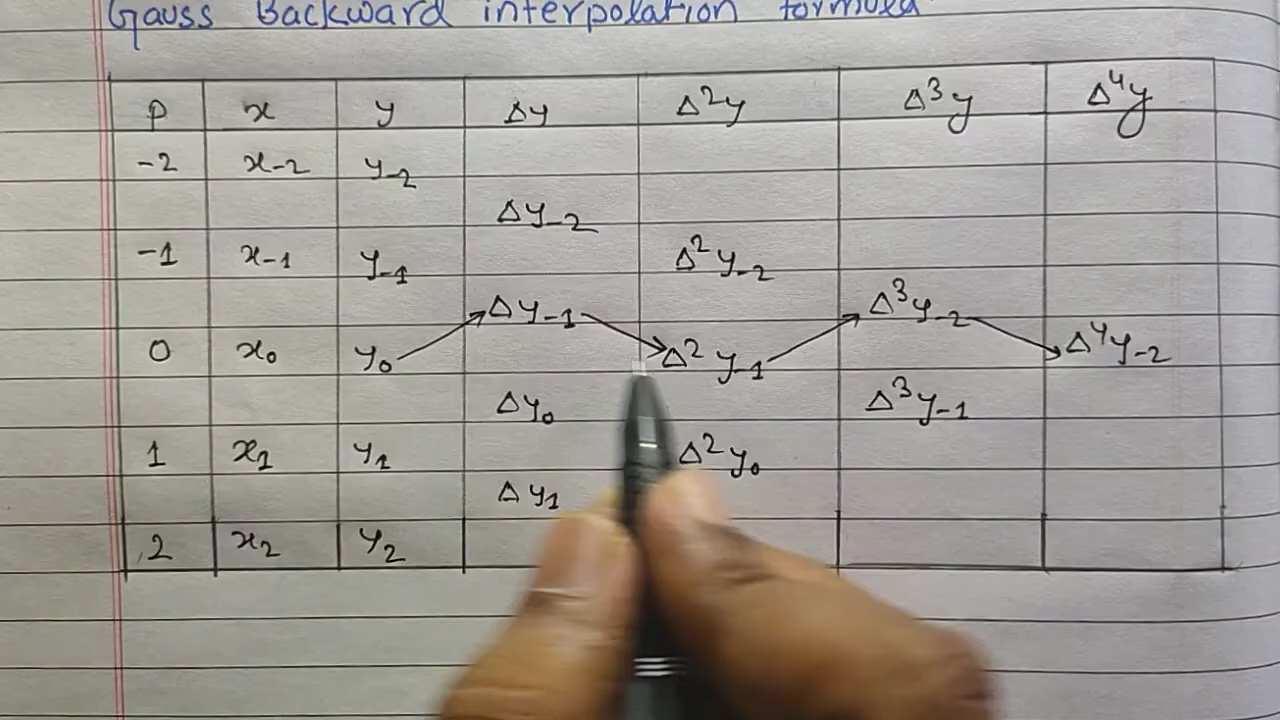 Gauss Backward interpolation formula
p x y Δy Δ²y Δ³y Δ⁴y
-2 x₋₂ y₋₂
Δy₋₂
-1 x₋₁ y₋₁ Δ²y₋₂
Δy₋₁ Δ³y₋₂
0 x₀ y₀ Δ²y₋₁ Δ⁴y₋₂
Δy₀ Δ³y₋₁
1 x₁ y₁ Δ²y₀
Δy₁
2 x₂ y₂